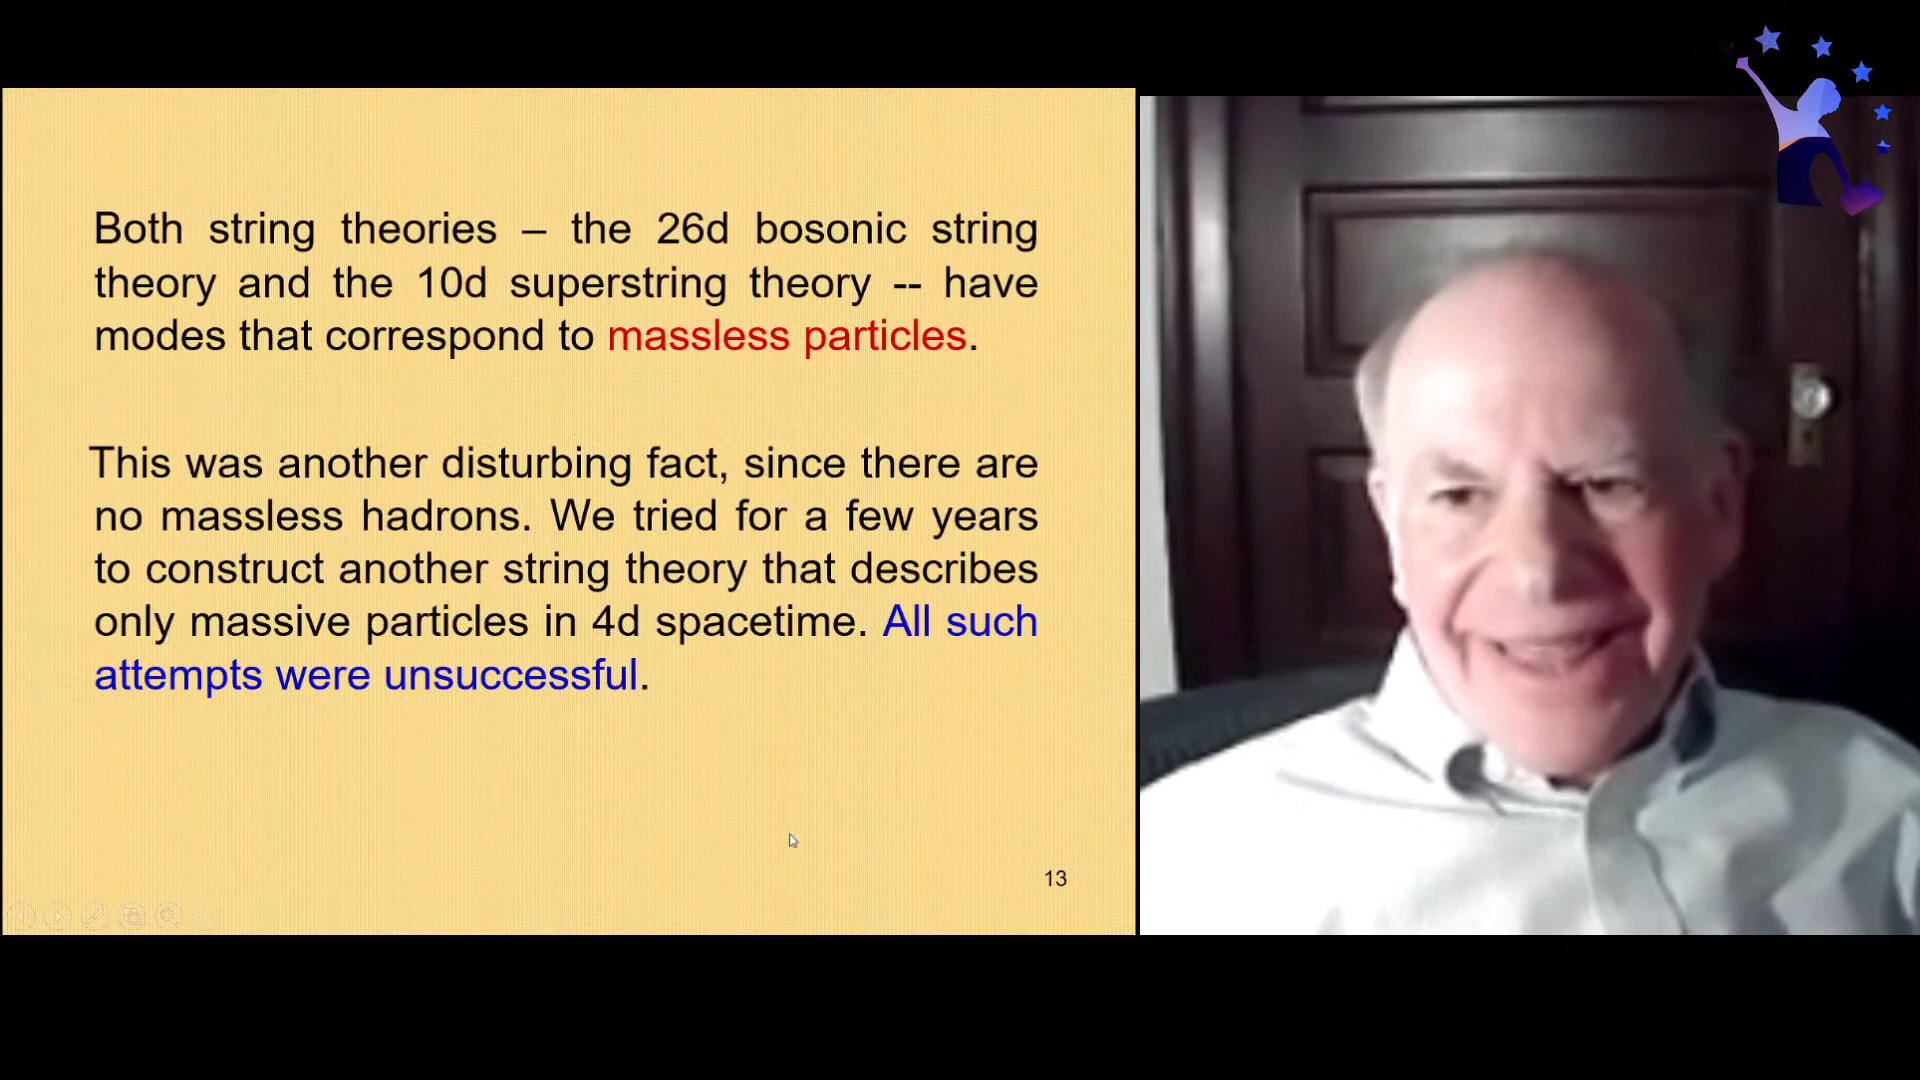 Both string theories – the 26d bosonic string
theory and the 10d superstring theory -- have
modes that correspond to massless particles.
This was another disturbing fact, since there are
no massless hadrons. We tried for a few years
to construct another string theory that describes
only massive particles in 4d spacetime. All such
attempts were unsuccessful.
13